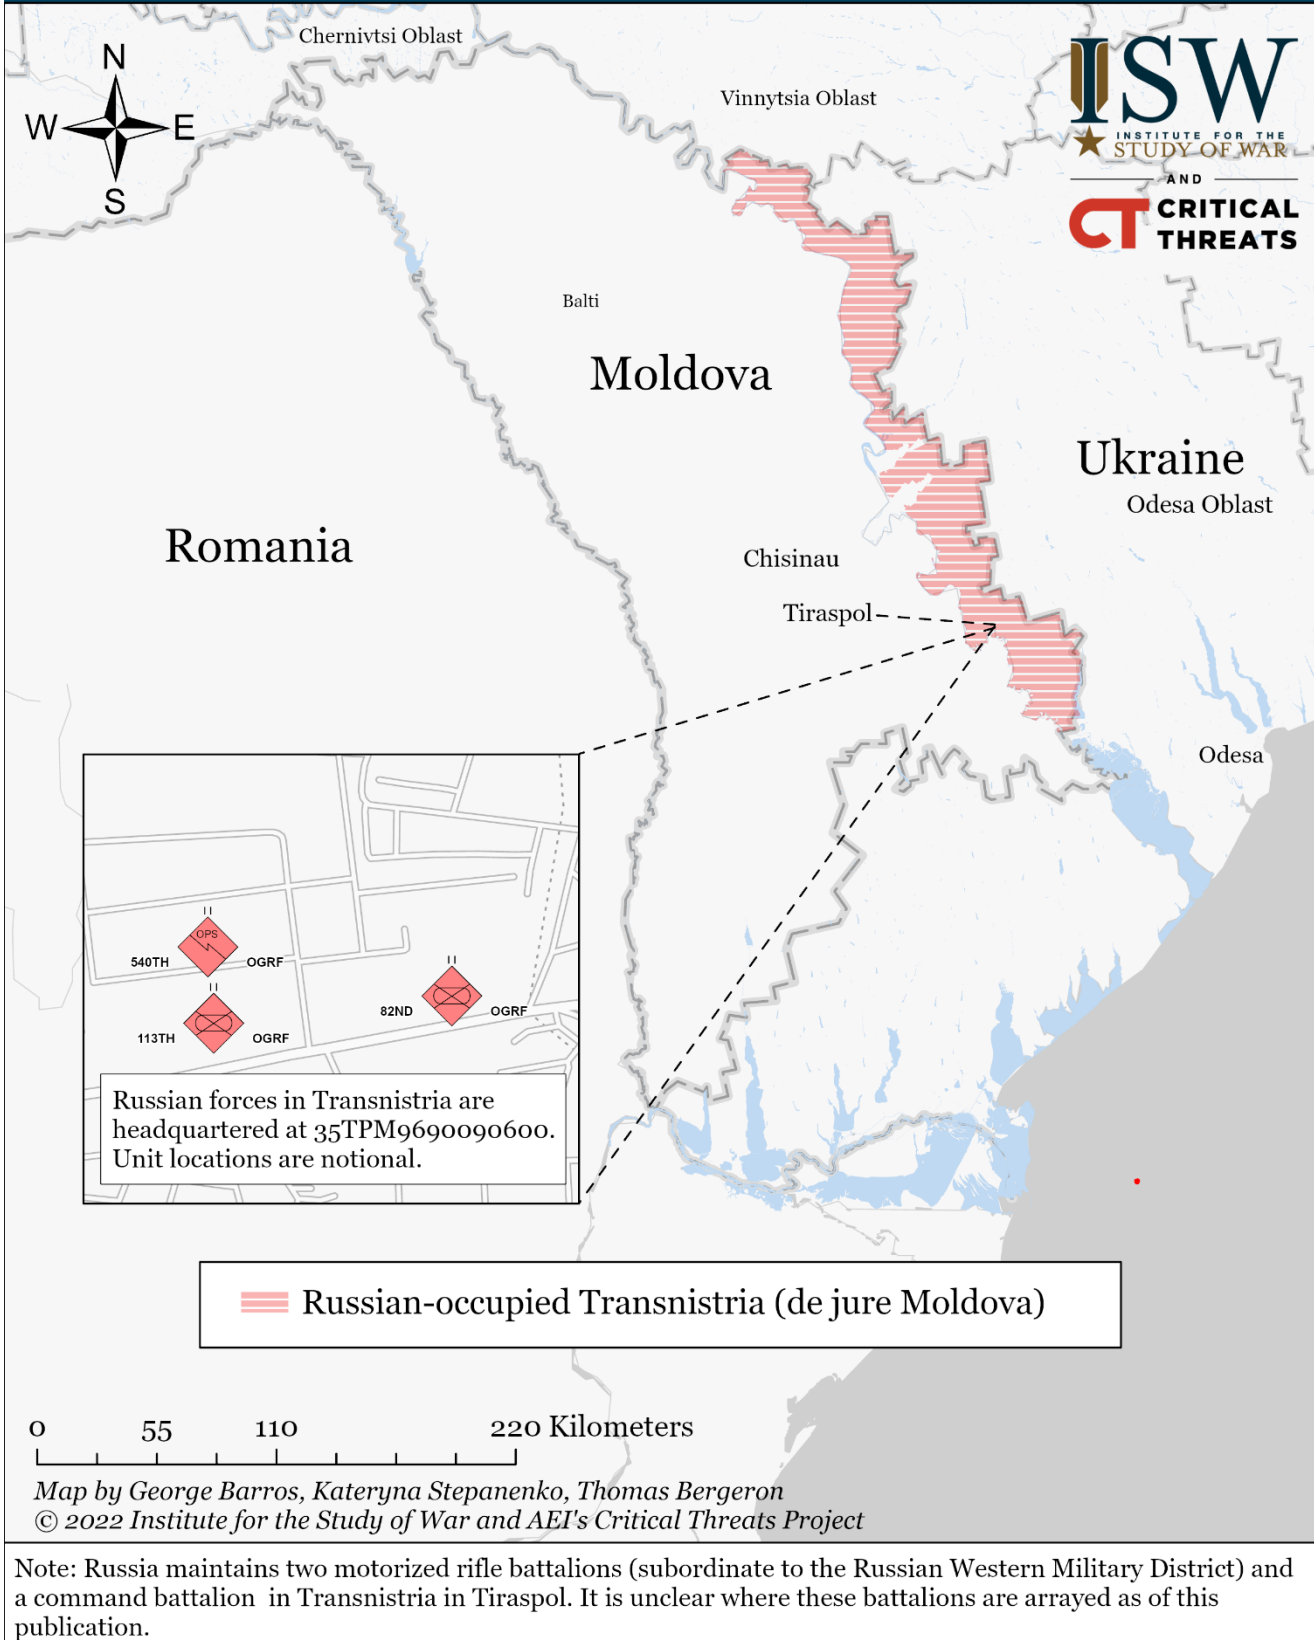 Chernivtsi Oblast
N
W E
S
Vinnytsia Oblast
ISW
INSTITUTE FOR THE
STUDY OF WAR
AND
CT CRITICAL
THREATS
Balti
Moldova
Ukraine
Odesa Oblast
Romania
Chisinau
Tiraspol
Odesa
OPS
540TH OGRF
82ND OGRF
113TH OGRF
Russian forces in Transnistria are
headquartered at 35TPM9690090600.
Unit locations are notional.
Russian-occupied Transnistria (de jure Moldova)
0 55 110 220 Kilometers
Map by George Barros, Kateryna Stepanenko, Thomas Bergeron
© 2022 Institute for the Study of War and AEI's Critical Threats Project
Note: Russia maintains two motorized rifle battalions (subordinate to the Russian Western Military District) and
a command battalion in Transnistria in Tiraspol. It is unclear where these battalions are arrayed as of this
publication.